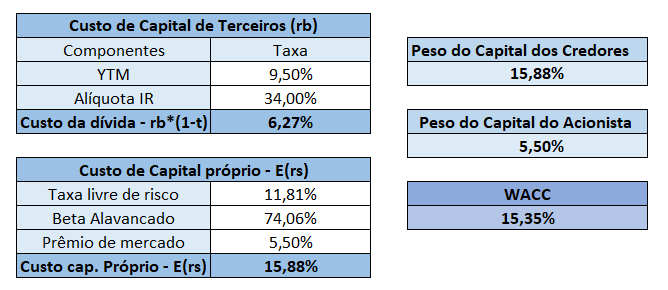 Custo de Capital de Terceiros (rb)
Componentes Taxa
YTM 9,50%
Alíquota IR 34,00%
Custo da dívida - rb*(1-t) 6,27%
Custo de Capital próprio - E(rs)
Taxa livre de risco 11,81%
Beta Alavancado 74,06%
Prêmio de mercado 5,50%
Custo cap. Próprio - E(rs) 15,88%
Peso do Capital dos Credores
15,88%
Peso do Capital do Acionista
5,50%
WACC
15,35%